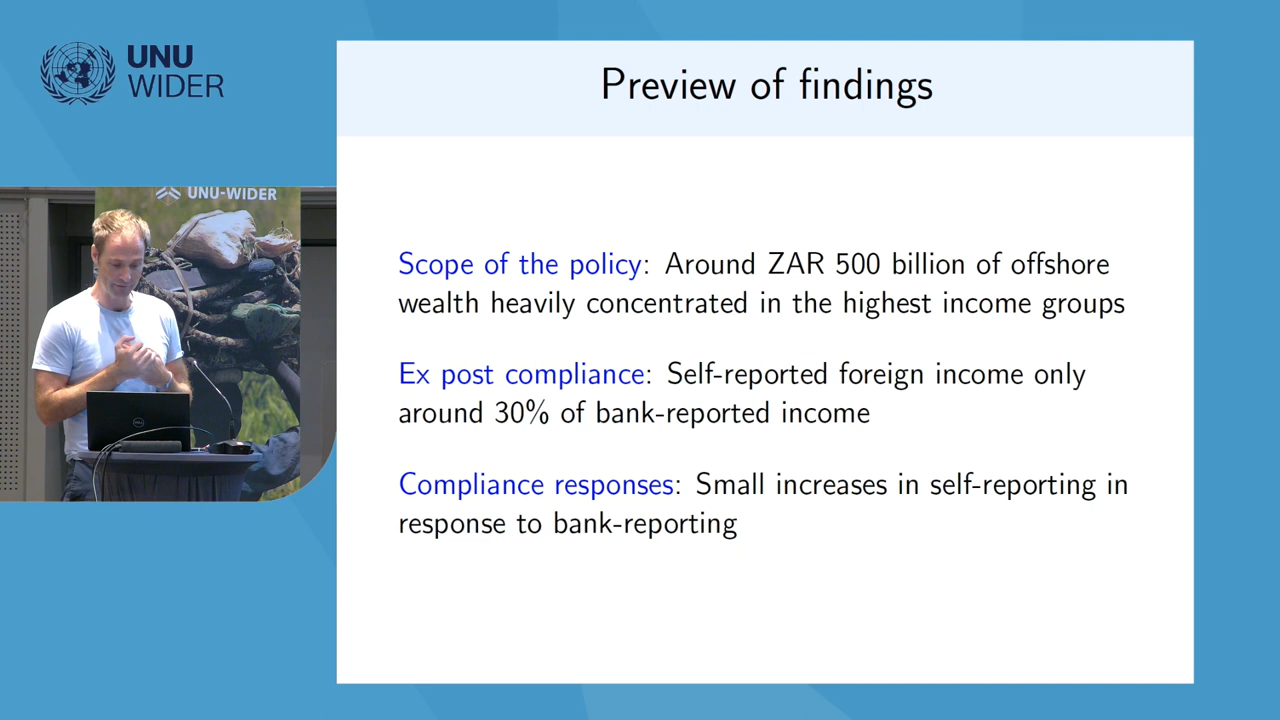 UNU
WIDER
UNU-WIDER
Preview of findings
Scope of the policy: Around ZAR 500 billion of offshore
wealth heavily concentrated in the highest income groups
Ex post compliance: Self-reported foreign income only
around 30% of bank-reported income
Compliance responses: Small increases in self-reporting in
response to bank-reporting